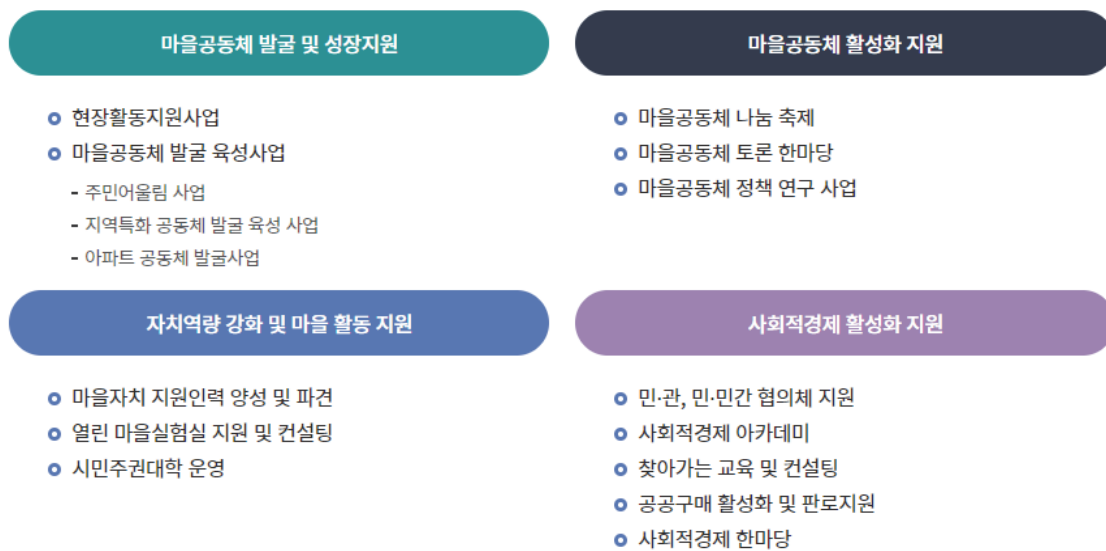 마을공동체 발굴 및 성장지원
현장활동지원사업
마을공동체 발굴 육성사업
- 주민어울림 사업
- 지역특화 공동체 발굴 육성 사업
- 아파트 공동체 발굴사업
마을공동체 활성화 지원
마을공동체 나눔 축제
마을공동체 토론 한마당
마을공동체 정책 연구 사업
자치역량 강화 및 마을 활동 지원
마을자치 지원인력 양성 및 파견
열린 마을실험실 지원 및 컨설팅
시민주권대학 운영
사회적경제 활성화 지원
민·관, 민·민간 협의체 지원
사회적경제 아카데미
찾아가는 교육 및 컨설팅
공공구매 활성화 및 판로지원
사회적경제 한마당